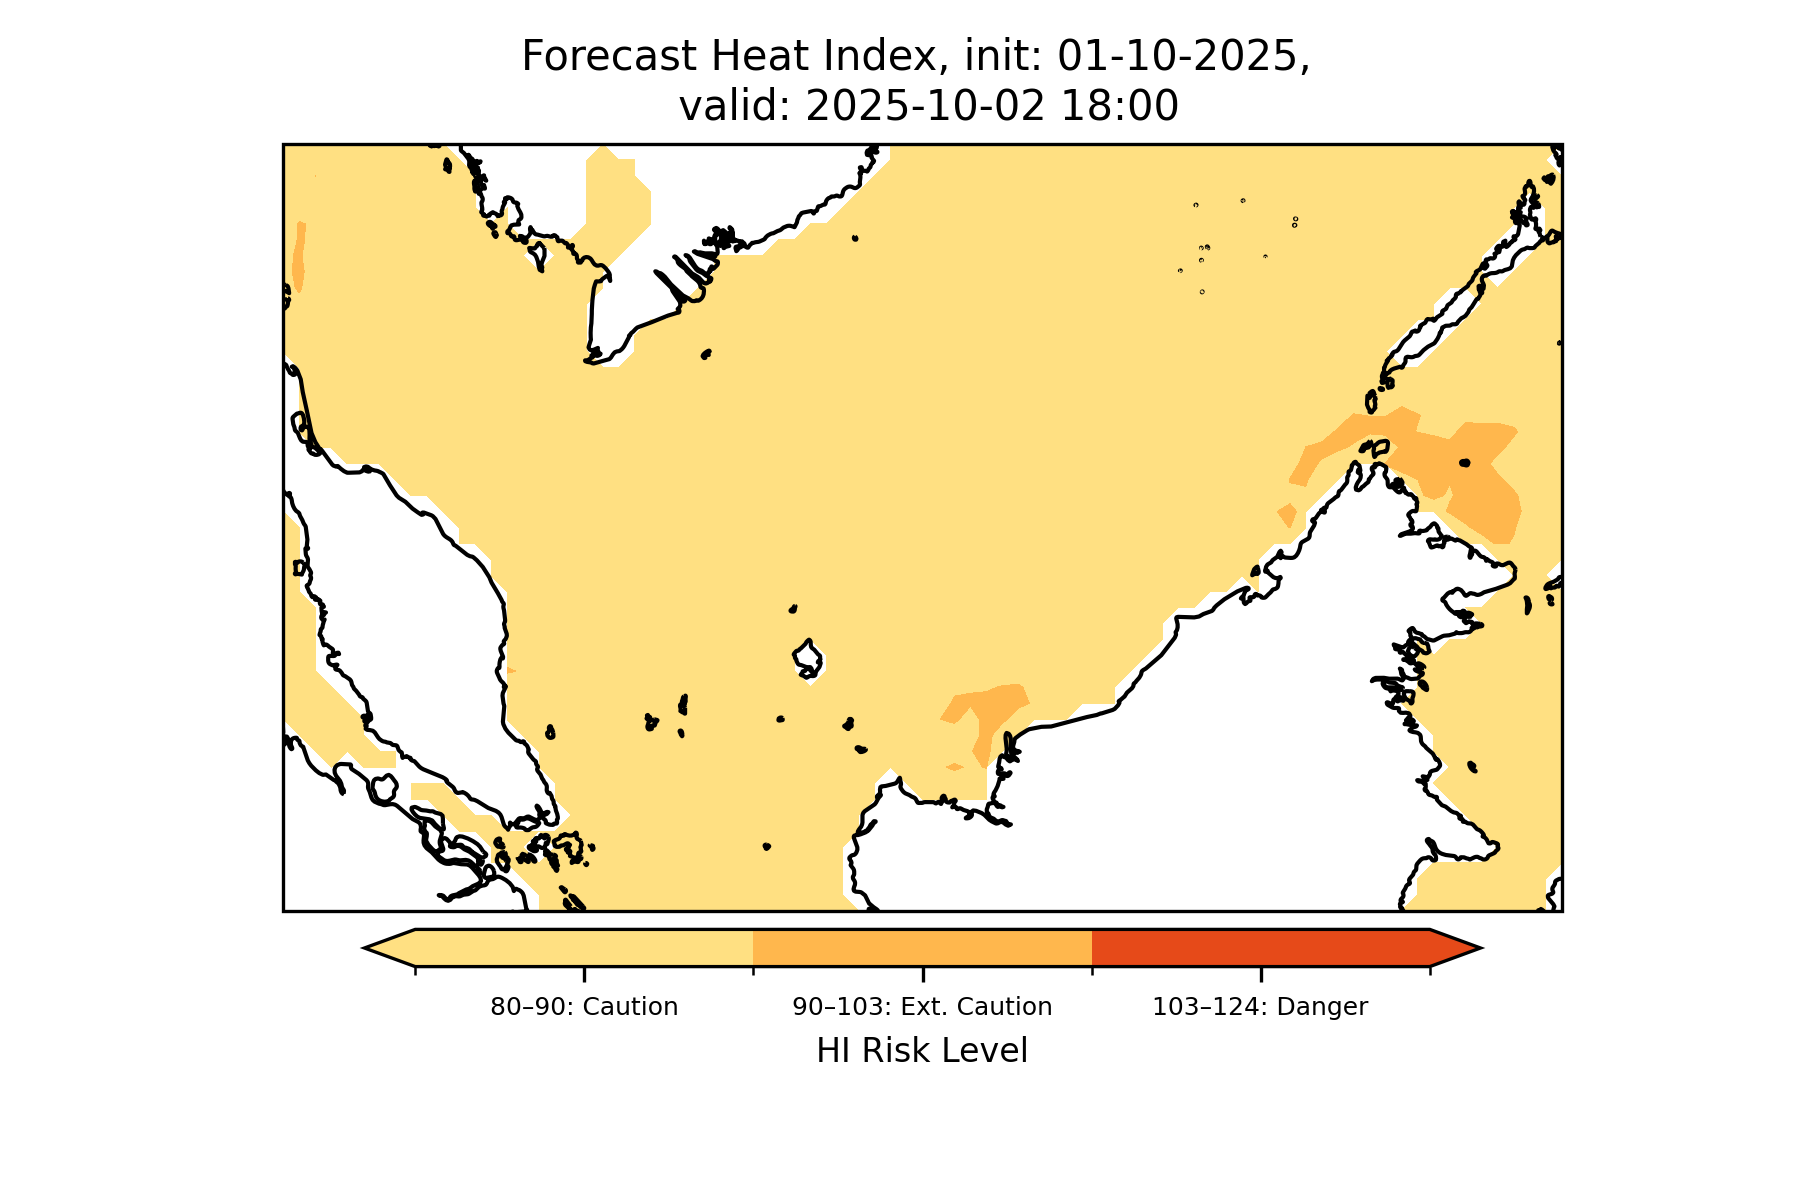 Forecast Heat Index, init: 01-10-2025,
valid: 2025-10-02 18:00
80–90: Caution
90–103: Ext. Caution
103–124: Danger
HI Risk Level